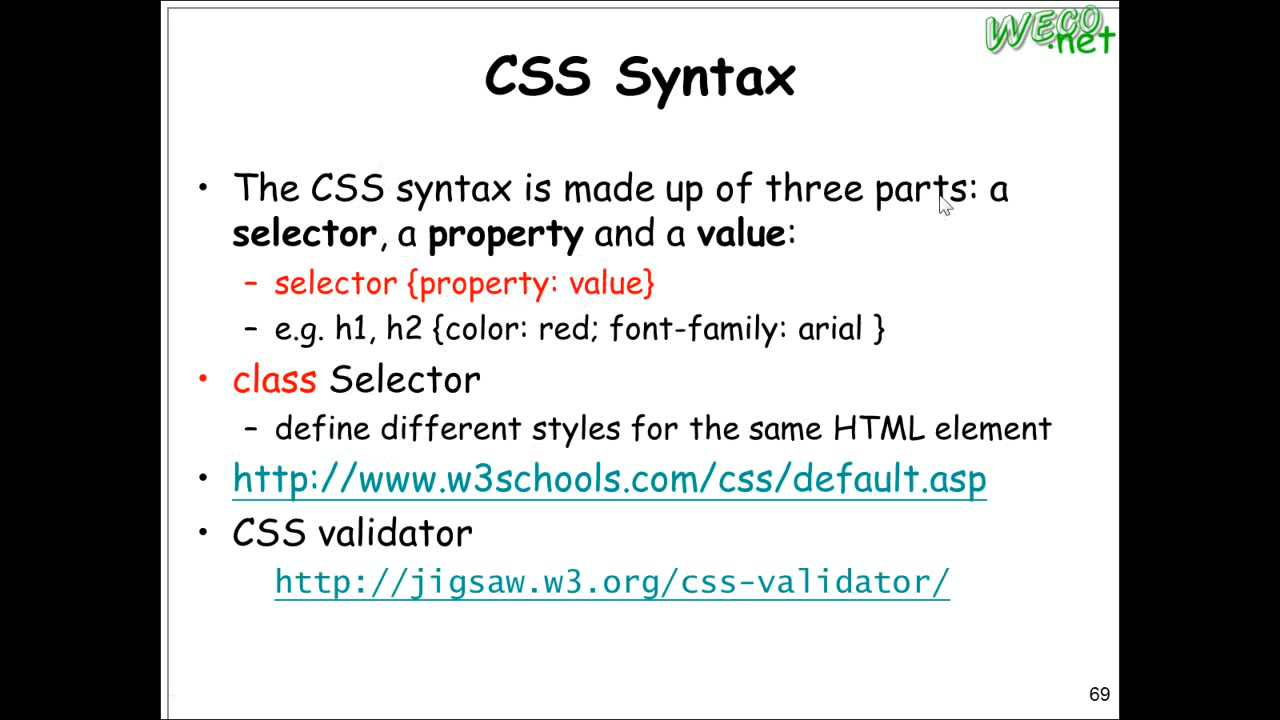 WECO
.net
CSS Syntax
• The CSS syntax is made up of three parts: a
selector, a property and a value:
– selector {property: value}
– e.g. h1, h2 {color: red; font-family: arial }
• class Selector
– define different styles for the same HTML element
• http://www.w3schools.com/css/default.asp
• CSS validator
http://jigsaw.w3.org/css-validator/
69